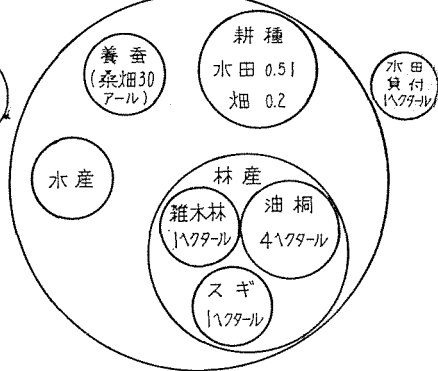 養蚕
(桑畑30
アール)
耕種
水田 0.51
畑 0.2
水田
貸付
1ヘクタール
水産
林産
雑木林
1ヘクタール
油桐
4ヘクタール
スギ
1ヘクタール